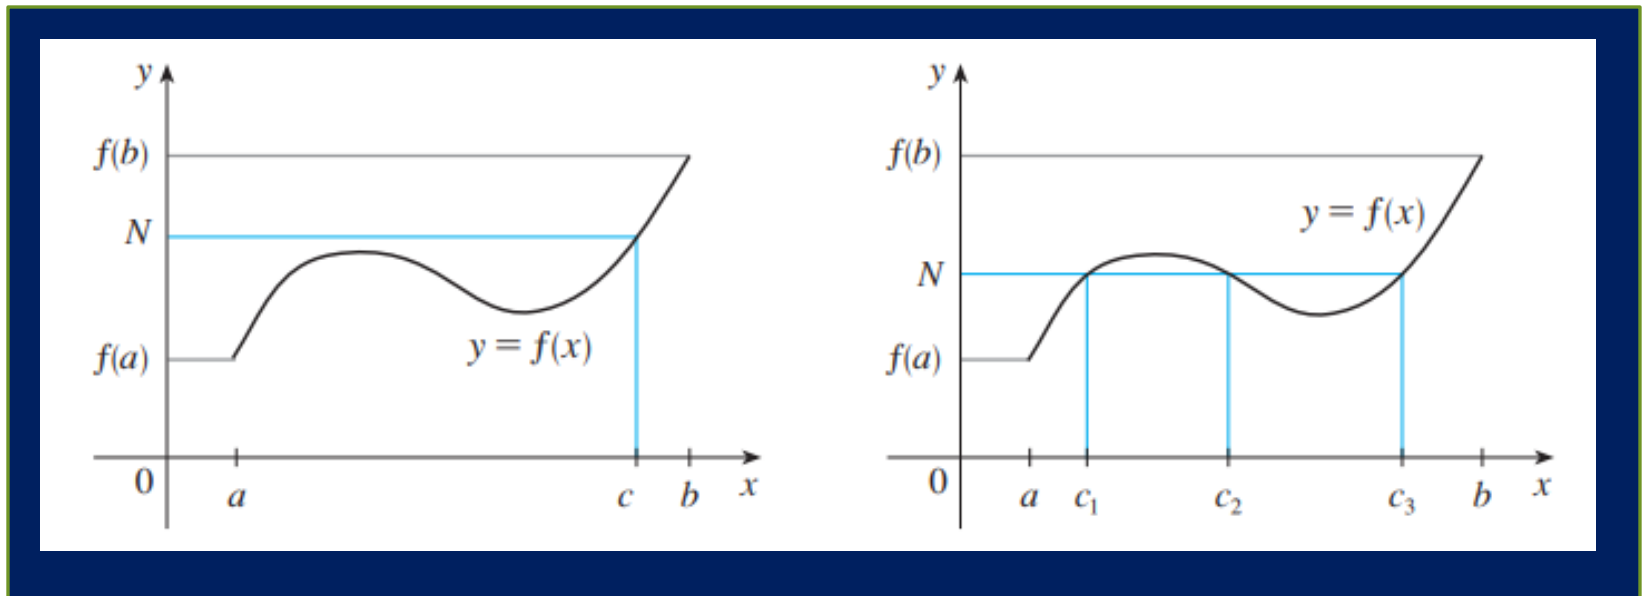 y
f(b)
N
f(a)
y = f(x)
0
a
c
b
x
y
f(b)
y = f(x)
N
f(a)
0
a
c₁
c₂
c₃
b
x